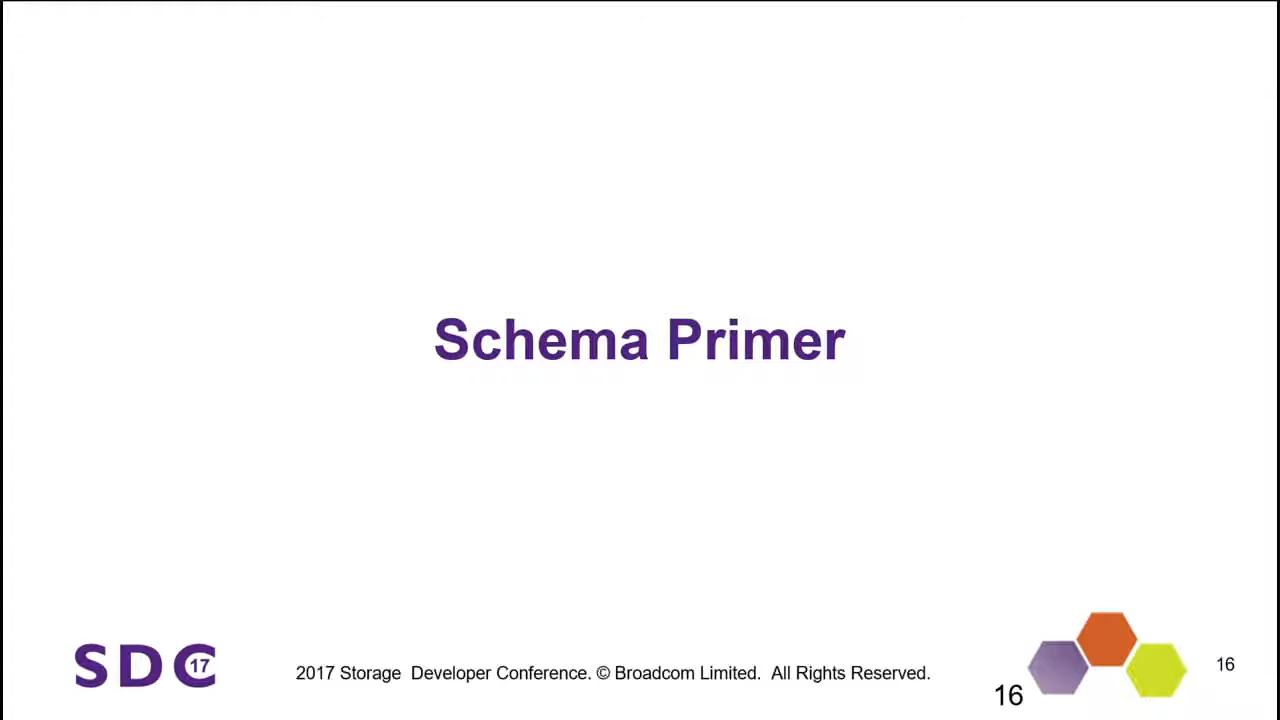 Schema Primer
SDC 17
2017 Storage Developer Conference. © Broadcom Limited. All Rights Reserved.
16
16